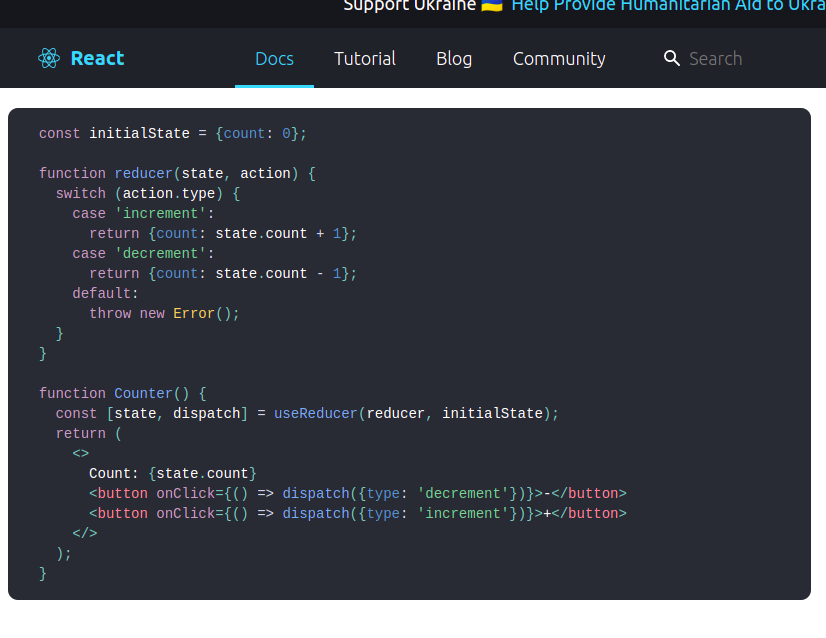 Support Ukraine 🇺🇦 Help Provide Humanitarian Aid to Ukra
React Docs Tutorial Blog Community Search
const initialState = {count: 0};
function reducer(state, action) {
  switch (action.type) {
    case 'increment':
      return {count: state.count + 1};
    case 'decrement':
      return {count: state.count - 1};
    default:
      throw new Error();
  }
}
function Counter() {
  const [state, dispatch] = useReducer(reducer, initialState);
  return (
    <>
      Count: {state.count}
      <button onClick={() => dispatch({type: 'decrement'})}>-</button>
      <button onClick={() => dispatch({type: 'increment'})}>+</button>
    </>
  );
}